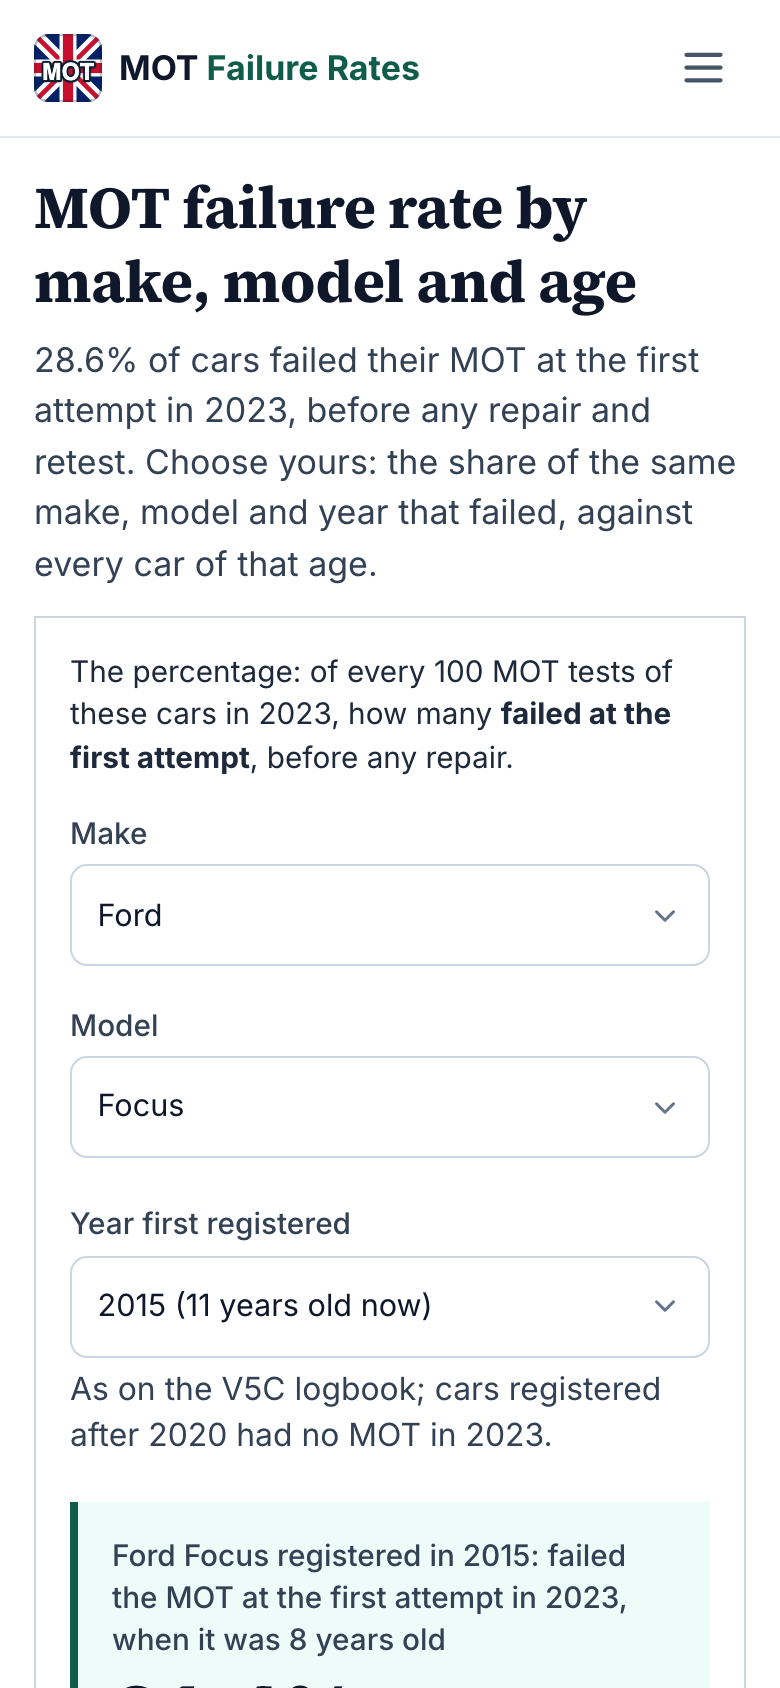 MOT
MOT Failure Rates
MOT failure rate by
make, model and age
28.6% of cars failed their MOT at the first
attempt in 2023, before any repair and
retest. Choose yours: the share of the same
make, model and year that failed, against
every car of that age.
The percentage: of every 100 MOT tests of
these cars in 2023, how many failed at the
first attempt, before any repair.
Make
Ford
Model
Focus
Year first registered
2015 (11 years old now)
As on the V5C logbook; cars registered
after 2020 had no MOT in 2023.
Ford Focus registered in 2015: failed
the MOT at the first attempt in 2023,
when it was 8 years old